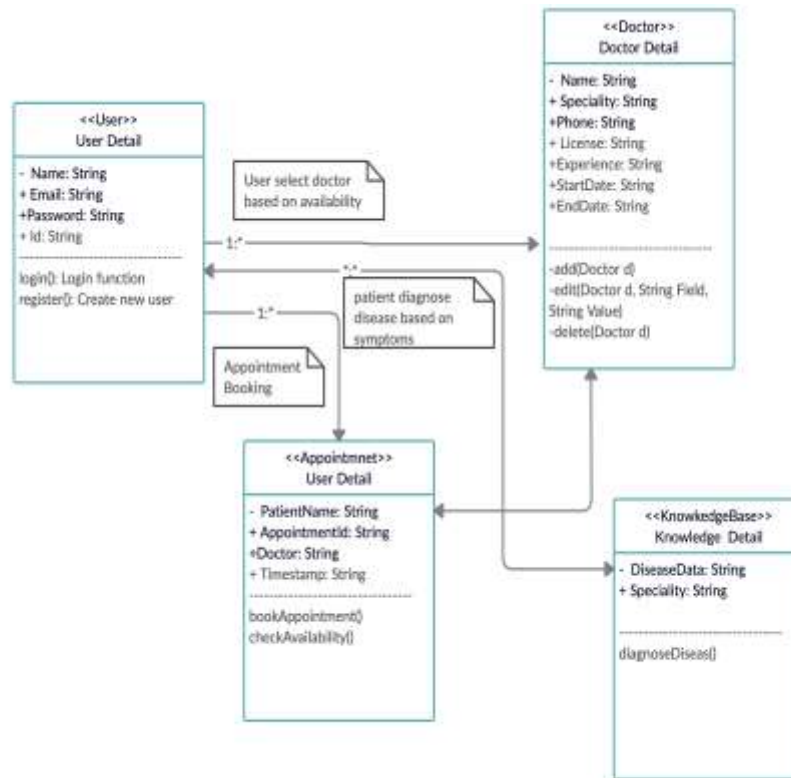 <<Doctor>>
Doctor Detail
- Name: String
+ Speciality: String
+Phone: String
+ License: String
+Experience: String
+StartDate: String
+EndDate: String
-add(Doctor d)
-edit(Doctor d, String Field,
String Value)
-delete(Doctor d)
<<User>>
User Detail
- Name: String
+ Email: String
+Password: String
+ Id: String
login(): Login function
register(): Create new user
User select doctor
based on availability
1:*
*:*
patient diagnose
disease based on
symptoms
1:*
Appointment
Booking
<<Appointmnet>>
User Detail
- PatientName: String
+ AppointmentId: String
+Doctor: String
+ Timestamp: String
bookAppointment()
checkAvailability()
<<KnowkedgeBase>>
Knowledge Detail
- DiseaseData: String
+ Speciality: String
diagnoseDiseas()